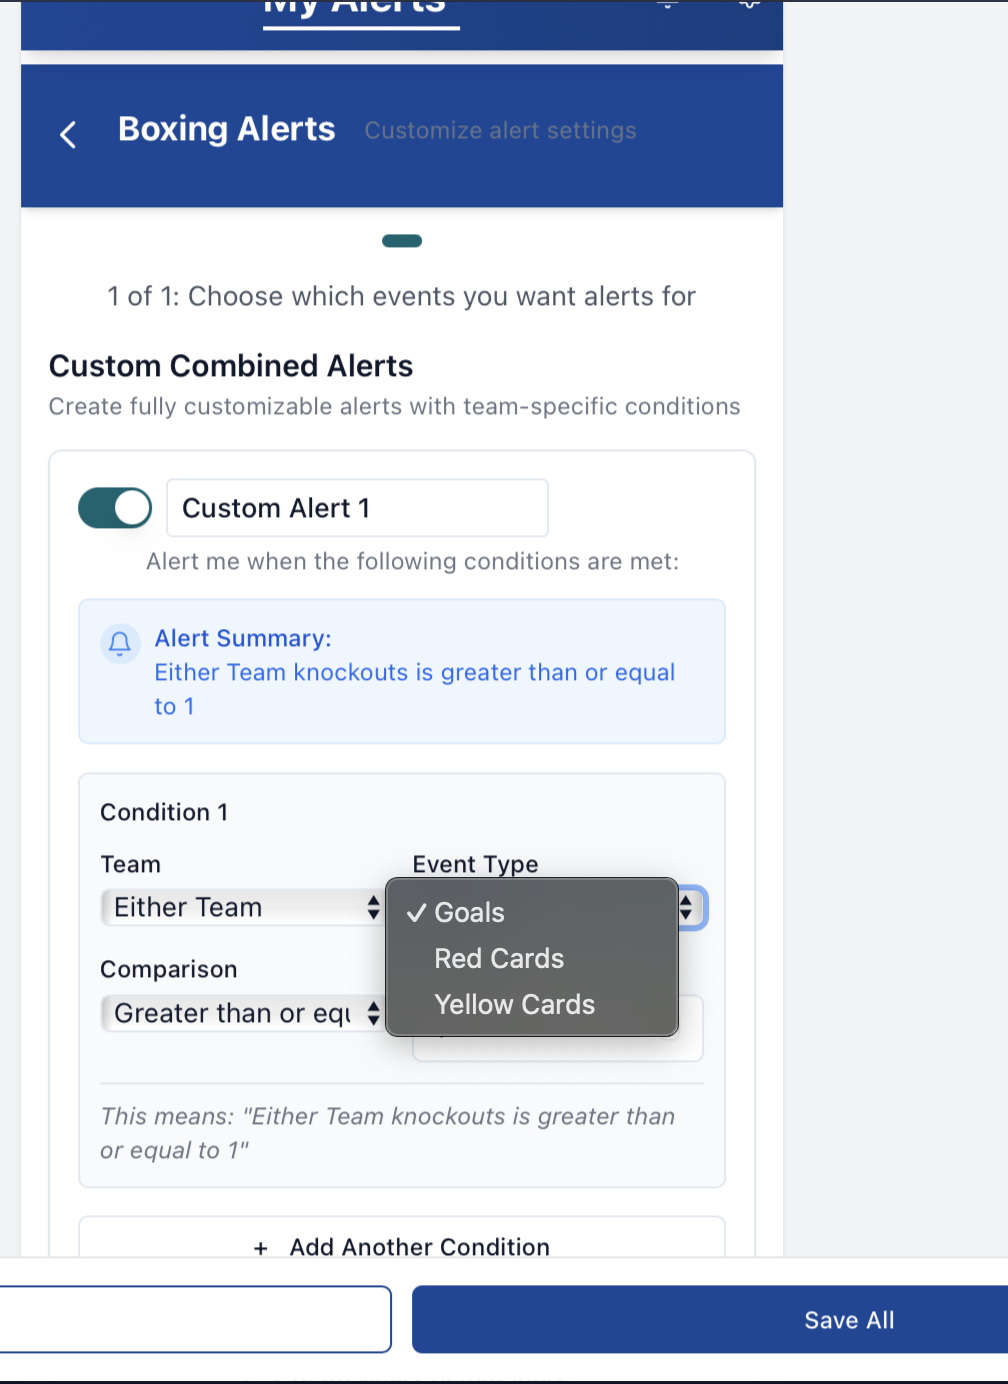 My Alerts
Boxing Alerts Customize alert settings
1 of 1: Choose which events you want alerts for
Custom Combined Alerts
Create fully customizable alerts with team-specific conditions
Custom Alert 1
Alert me when the following conditions are met:
Alert Summary:
Either Team knockouts is greater than or equal
to 1
Condition 1
Team
Event Type
Either Team
✓ Goals
Red Cards
Yellow Cards
Comparison
Greater than or equ
This means: "Either Team knockouts is greater than
or equal to 1"
+ Add Another Condition
Save All